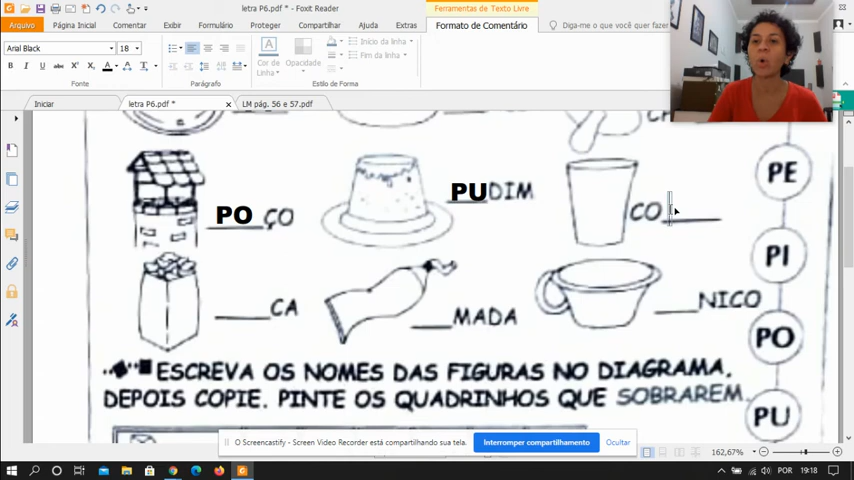 letra P6.pdf * - Foxit Reader
Ferramentas de Texto Livre
Arquivo Página Inicial Comentar Exibir Formulário Proteger Compartilhar Ajuda Extras Formato de Comentário Diga-me o que você quer fazer
Arial Black 18
Início da linha
Fim da linha
Cor de Linha
Opacidade
Fonte Parágrafo Estilo de Forma
Iniciar letra P6.pdf * LM pág. 56 e 57.pdf
PE
PO ÇO
PUDIM
CO____
PI
____CA
____MADA
____NICO
PO
ESCREVA OS NOMES DAS FIGURAS NO DIAGRAMA.
DEPOIS COPIE. PINTE OS QUADRINHOS QUE SOBRAREM.
PU
O Screencastify - Screen Video Recorder está compartilhando sua tela. Interromper compartilhamento Ocultar
162,67%
POR 19:18